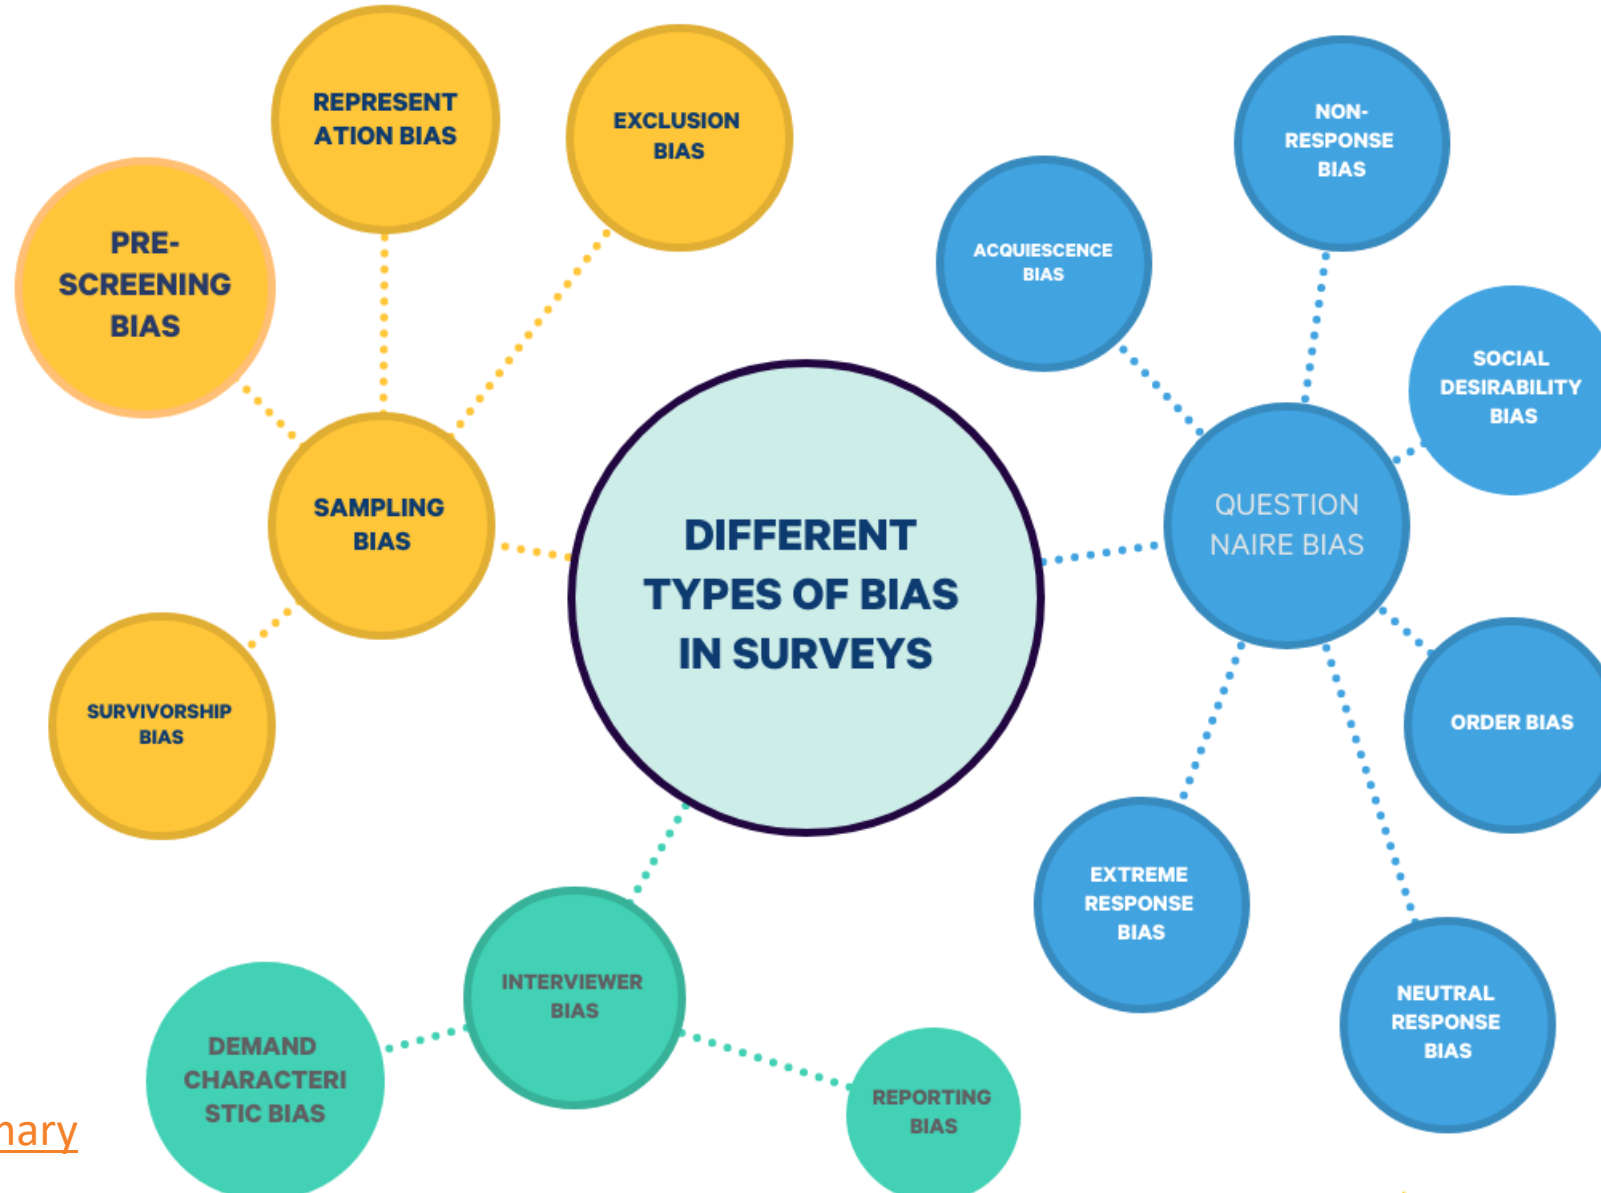 REPRESENT
ATION BIAS
EXCLUSION
BIAS
PRE-
SCREENING
BIAS
SAMPLING
BIAS
SURVIVORSHIP
BIAS
DIFFERENT
TYPES OF BIAS
IN SURVEYS
NON-
RESPONSE
BIAS
ACQUIESCENCE
BIAS
SOCIAL
DESIRABILITY
BIAS
QUESTION
NAIRE BIAS
ORDER BIAS
EXTREME
RESPONSE
BIAS
NEUTRAL
RESPONSE
BIAS
INTERVIEWER
BIAS
DEMAND
CHARACTERI
STIC BIAS
REPORTING
BIAS